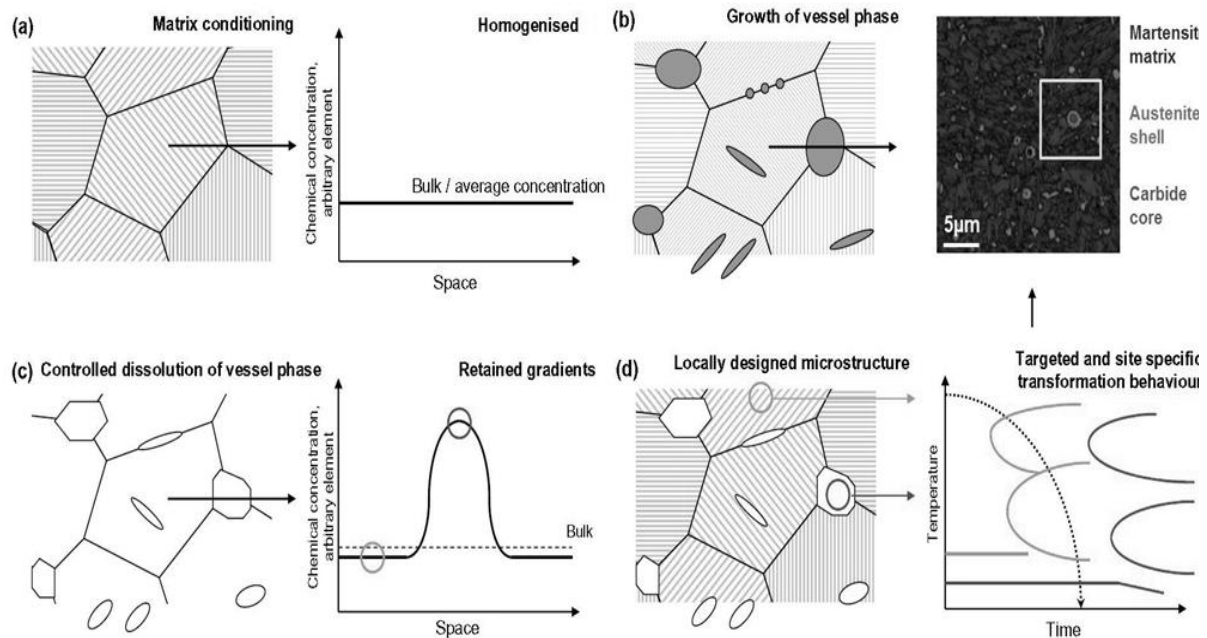 (a)
Matrix conditioning
Homogenised
Chemical concentration,
arbitrary element
Bulk / average concentration
Space
(b)
Growth of vessel phase
Martensit
matrix
Austenite
shell
Carbide
core
5µm
(c)
Controlled dissolution of vessel phase
Retained gradients
Chemical concentration,
arbitrary element
Bulk
Space
(d)
Locally designed microstructure
Targeted and site specific
transformation behaviou
Temperature
Time